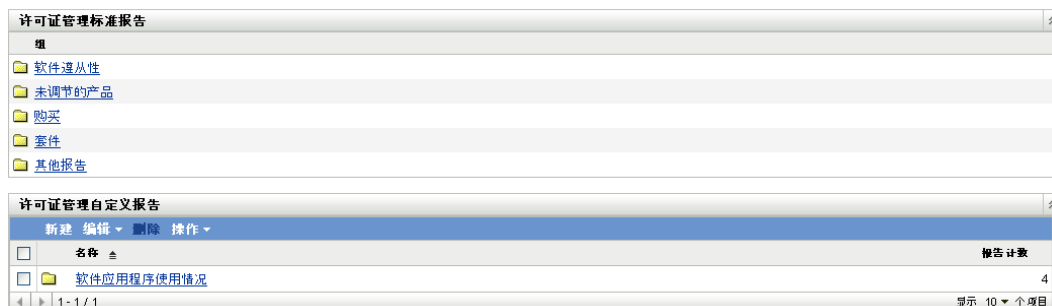 许可证管理标准报告
组
软件遵从性
未调节的产品
购买
套件
其他报告
许可证管理自定义报告
新建 编辑 删除 操作
名称 报告计数
软件应用程序使用情况 4
1 - 1 / 1 显示 10 个项目